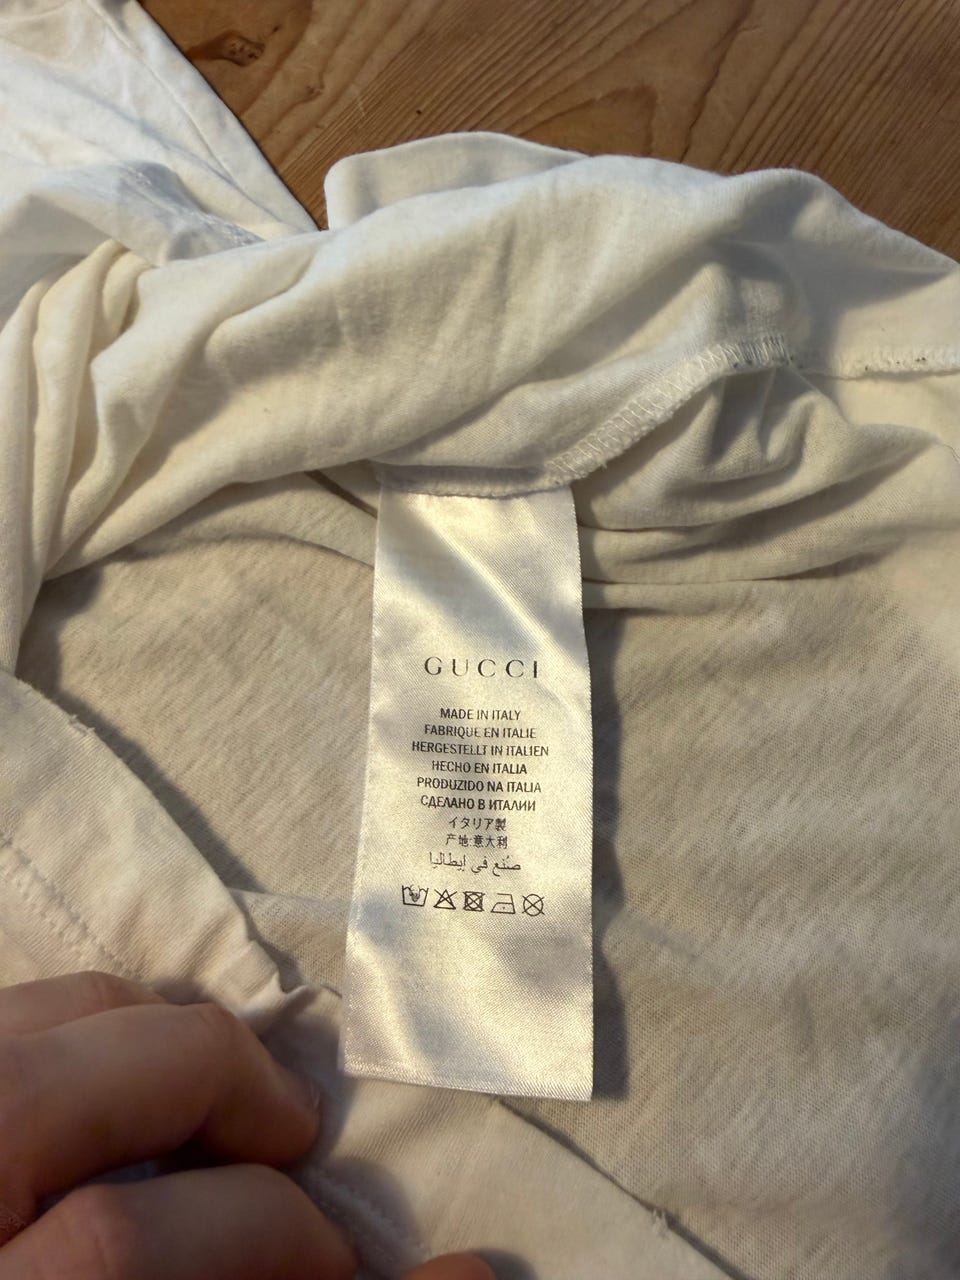 GUCCI
MADE IN ITALY
FABRIQUE EN ITALIE
HERGESTELLT IN ITALIEN
HECHO EN ITALIA
PRODUZIDO NA ITALIA
СДЕЛАНО В ИТАЛИИ
イタリア製
产地:意大利
صُنع في إيطاليا